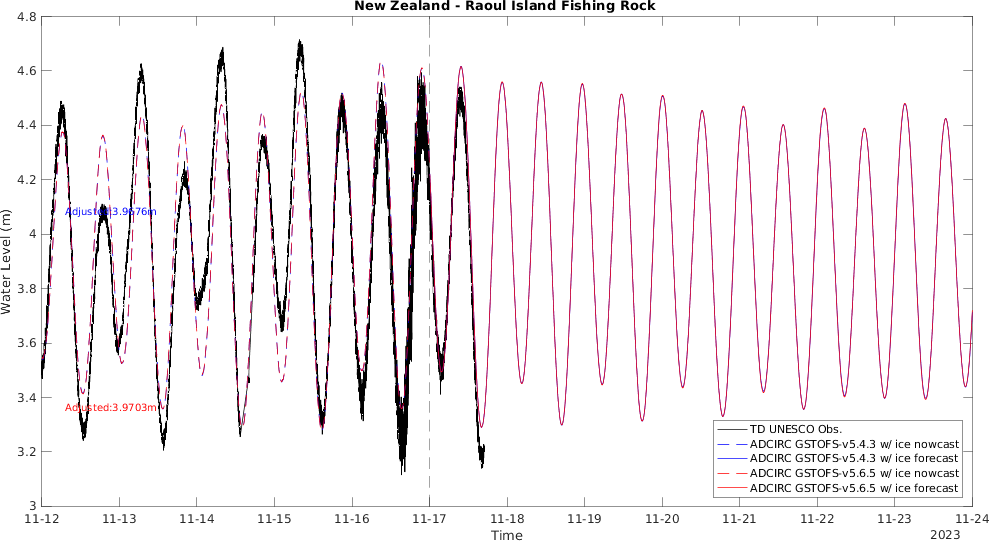 New Zealand - Raoul Island Fishing Rock
4.8
4.6
4.4
4.2
4
3.8
3.6
3.4
3.2
3
Water Level (m)
Adjusted:3.9676m
Adjusted:3.9703m
TD UNESCO Obs.
ADCIRC GSTOFS-v5.4.3 w/ ice nowcast
ADCIRC GSTOFS-v5.4.3 w/ ice forecast
ADCIRC GSTOFS-v5.6.5 w/ ice nowcast
ADCIRC GSTOFS-v5.6.5 w/ ice forecast
11-12 11-13 11-14 11-15 11-16 11-17 11-18 11-19 11-20 11-21 11-22 11-23 11-24
Time
2023